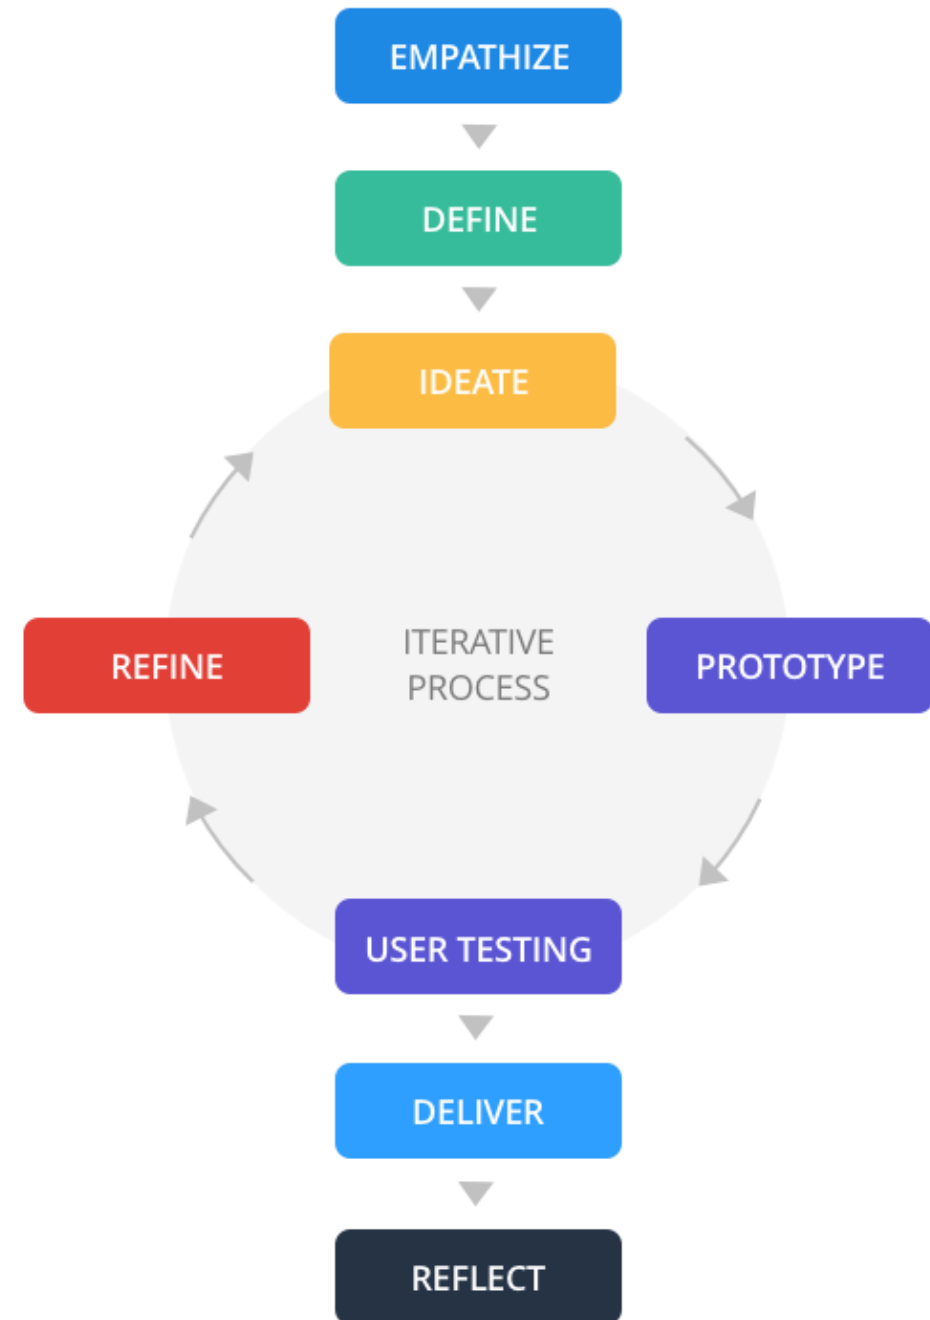 EMPATHIZE
DEFINE
IDEATE
REFINE
ITERATIVE
PROCESS
PROTOTYPE
USER TESTING
DELIVER
REFLECT